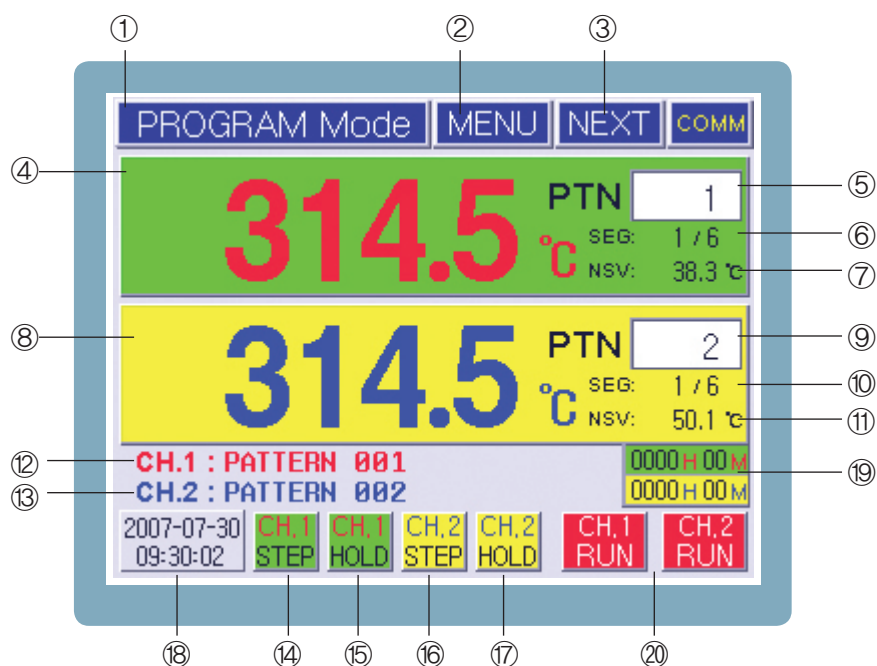 ① ② ③
PROGRAM Mode MENU NEXT COMM
④ 314.5 °C PTN 1 ⑤
SEG: 1 / 6 ⑥
NSV: 38.3 ℃ ⑦
⑧ 314.5 °C PTN 2 ⑨
SEG: 1 / 6 ⑩
NSV: 50.1 ℃ ⑪
⑫ CH.1 : PATTERN 001 0000 H 00 M ⑲
⑬ CH.2 : PATTERN 002 0000 H 00 M
2007-07-30 CH,1 CH,1 CH,2 CH,2 CH,1 CH,2
09:30:02 STEP HOLD STEP HOLD RUN RUN
⑱ ⑭ ⑮ ⑯ ⑰ ⑳